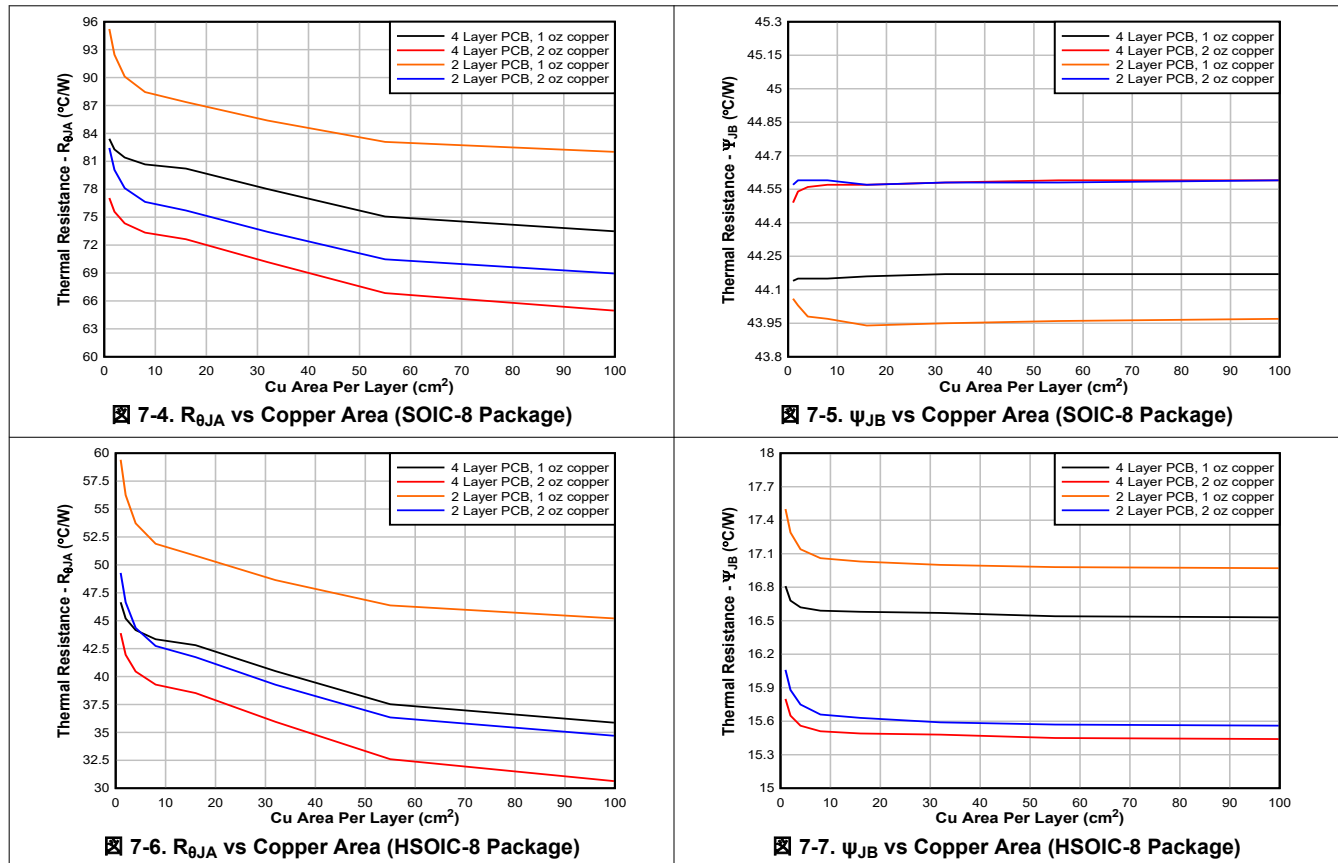 96
93
90
87
84
81
78
75
72
69
66
63
60
Thermal Resistance - RθJA (°C/W)
4 Layer PCB, 1 oz copper
4 Layer PCB, 2 oz copper
2 Layer PCB, 1 oz copper
2 Layer PCB, 2 oz copper
0 10 20 30 40 50 60 70 80 90 100
Cu Area Per Layer (cm²)
図 7-4. RθJA vs Copper Area (SOIC-8 Package)
45.3
45.15
45
44.85
44.7
44.55
44.4
44.25
44.1
43.95
43.8
Thermal Resistance - ΨJB (°C/W)
4 Layer PCB, 1 oz copper
4 Layer PCB, 2 oz copper
2 Layer PCB, 1 oz copper
2 Layer PCB, 2 oz copper
0 10 20 30 40 50 60 70 80 90 100
Cu Area Per Layer (cm²)
図 7-5. ψJB vs Copper Area (SOIC-8 Package)
60
57.5
55
52.5
50
47.5
45
42.5
40
37.5
35
32.5
30
Thermal Resistance - RθJA (°C/W)
4 Layer PCB, 1 oz copper
4 Layer PCB, 2 oz copper
2 Layer PCB, 1 oz copper
2 Layer PCB, 2 oz copper
0 10 20 30 40 50 60 70 80 90 100
Cu Area Per Layer (cm²)
図 7-6. RθJA vs Copper Area (HSOIC-8 Package)
18
17.7
17.4
17.1
16.8
16.5
16.2
15.9
15.6
15.3
15
Thermal Resistance - ΨJB (°C/W)
4 Layer PCB, 1 oz copper
4 Layer PCB, 2 oz copper
2 Layer PCB, 1 oz copper
2 Layer PCB, 2 oz copper
0 10 20 30 40 50 60 70 80 90 100
Cu Area Per Layer (cm²)
図 7-7. ψJB vs Copper Area (HSOIC-8 Package)